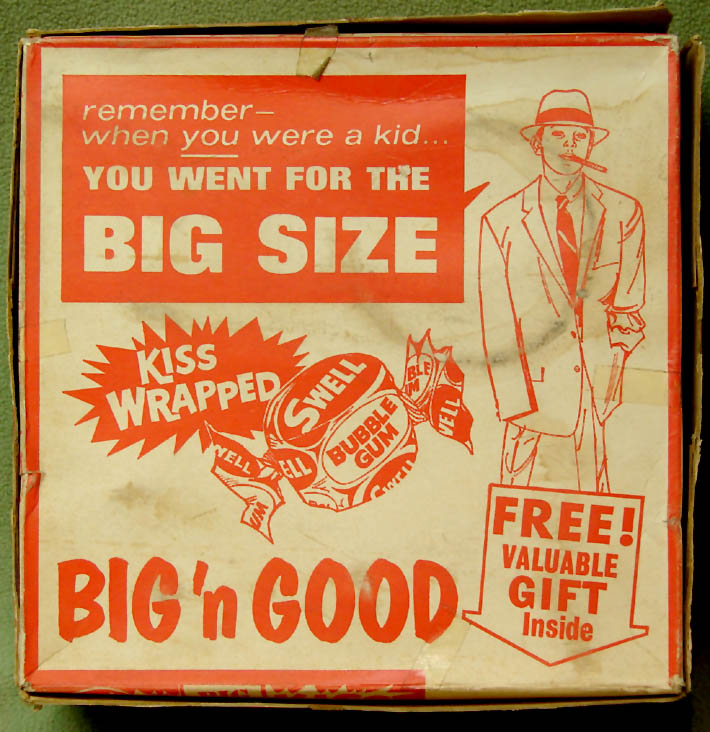 remember—
when you were a kid...
YOU WENT FOR THE
BIG SIZE
KISS
WRAPPED
SWELL
BUBBLE
GUM
BIG 'n GOOD
FREE!
VALUABLE
GIFT
Inside